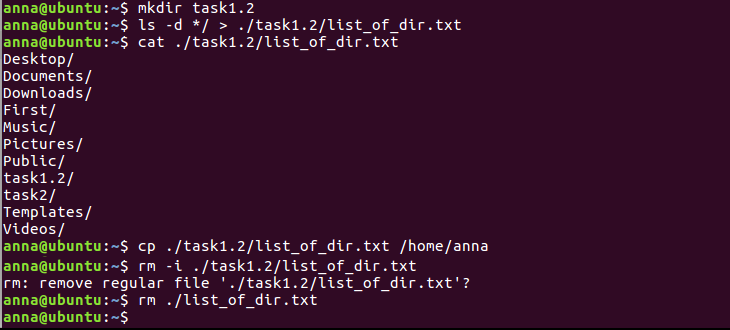 anna@ubuntu:~$ mkdir task1.2
anna@ubuntu:~$ ls -d */ > ./task1.2/list_of_dir.txt
anna@ubuntu:~$ cat ./task1.2/list_of_dir.txt
Desktop/
Documents/
Downloads/
First/
Music/
Pictures/
Public/
task1.2/
task2/
Templates/
Videos/
anna@ubuntu:~$ cp ./task1.2/list_of_dir.txt /home/anna
anna@ubuntu:~$ rm -i ./task1.2/list_of_dir.txt
rm: remove regular file './task1.2/list_of_dir.txt'?
anna@ubuntu:~$ rm ./list_of_dir.txt
anna@ubuntu:~$